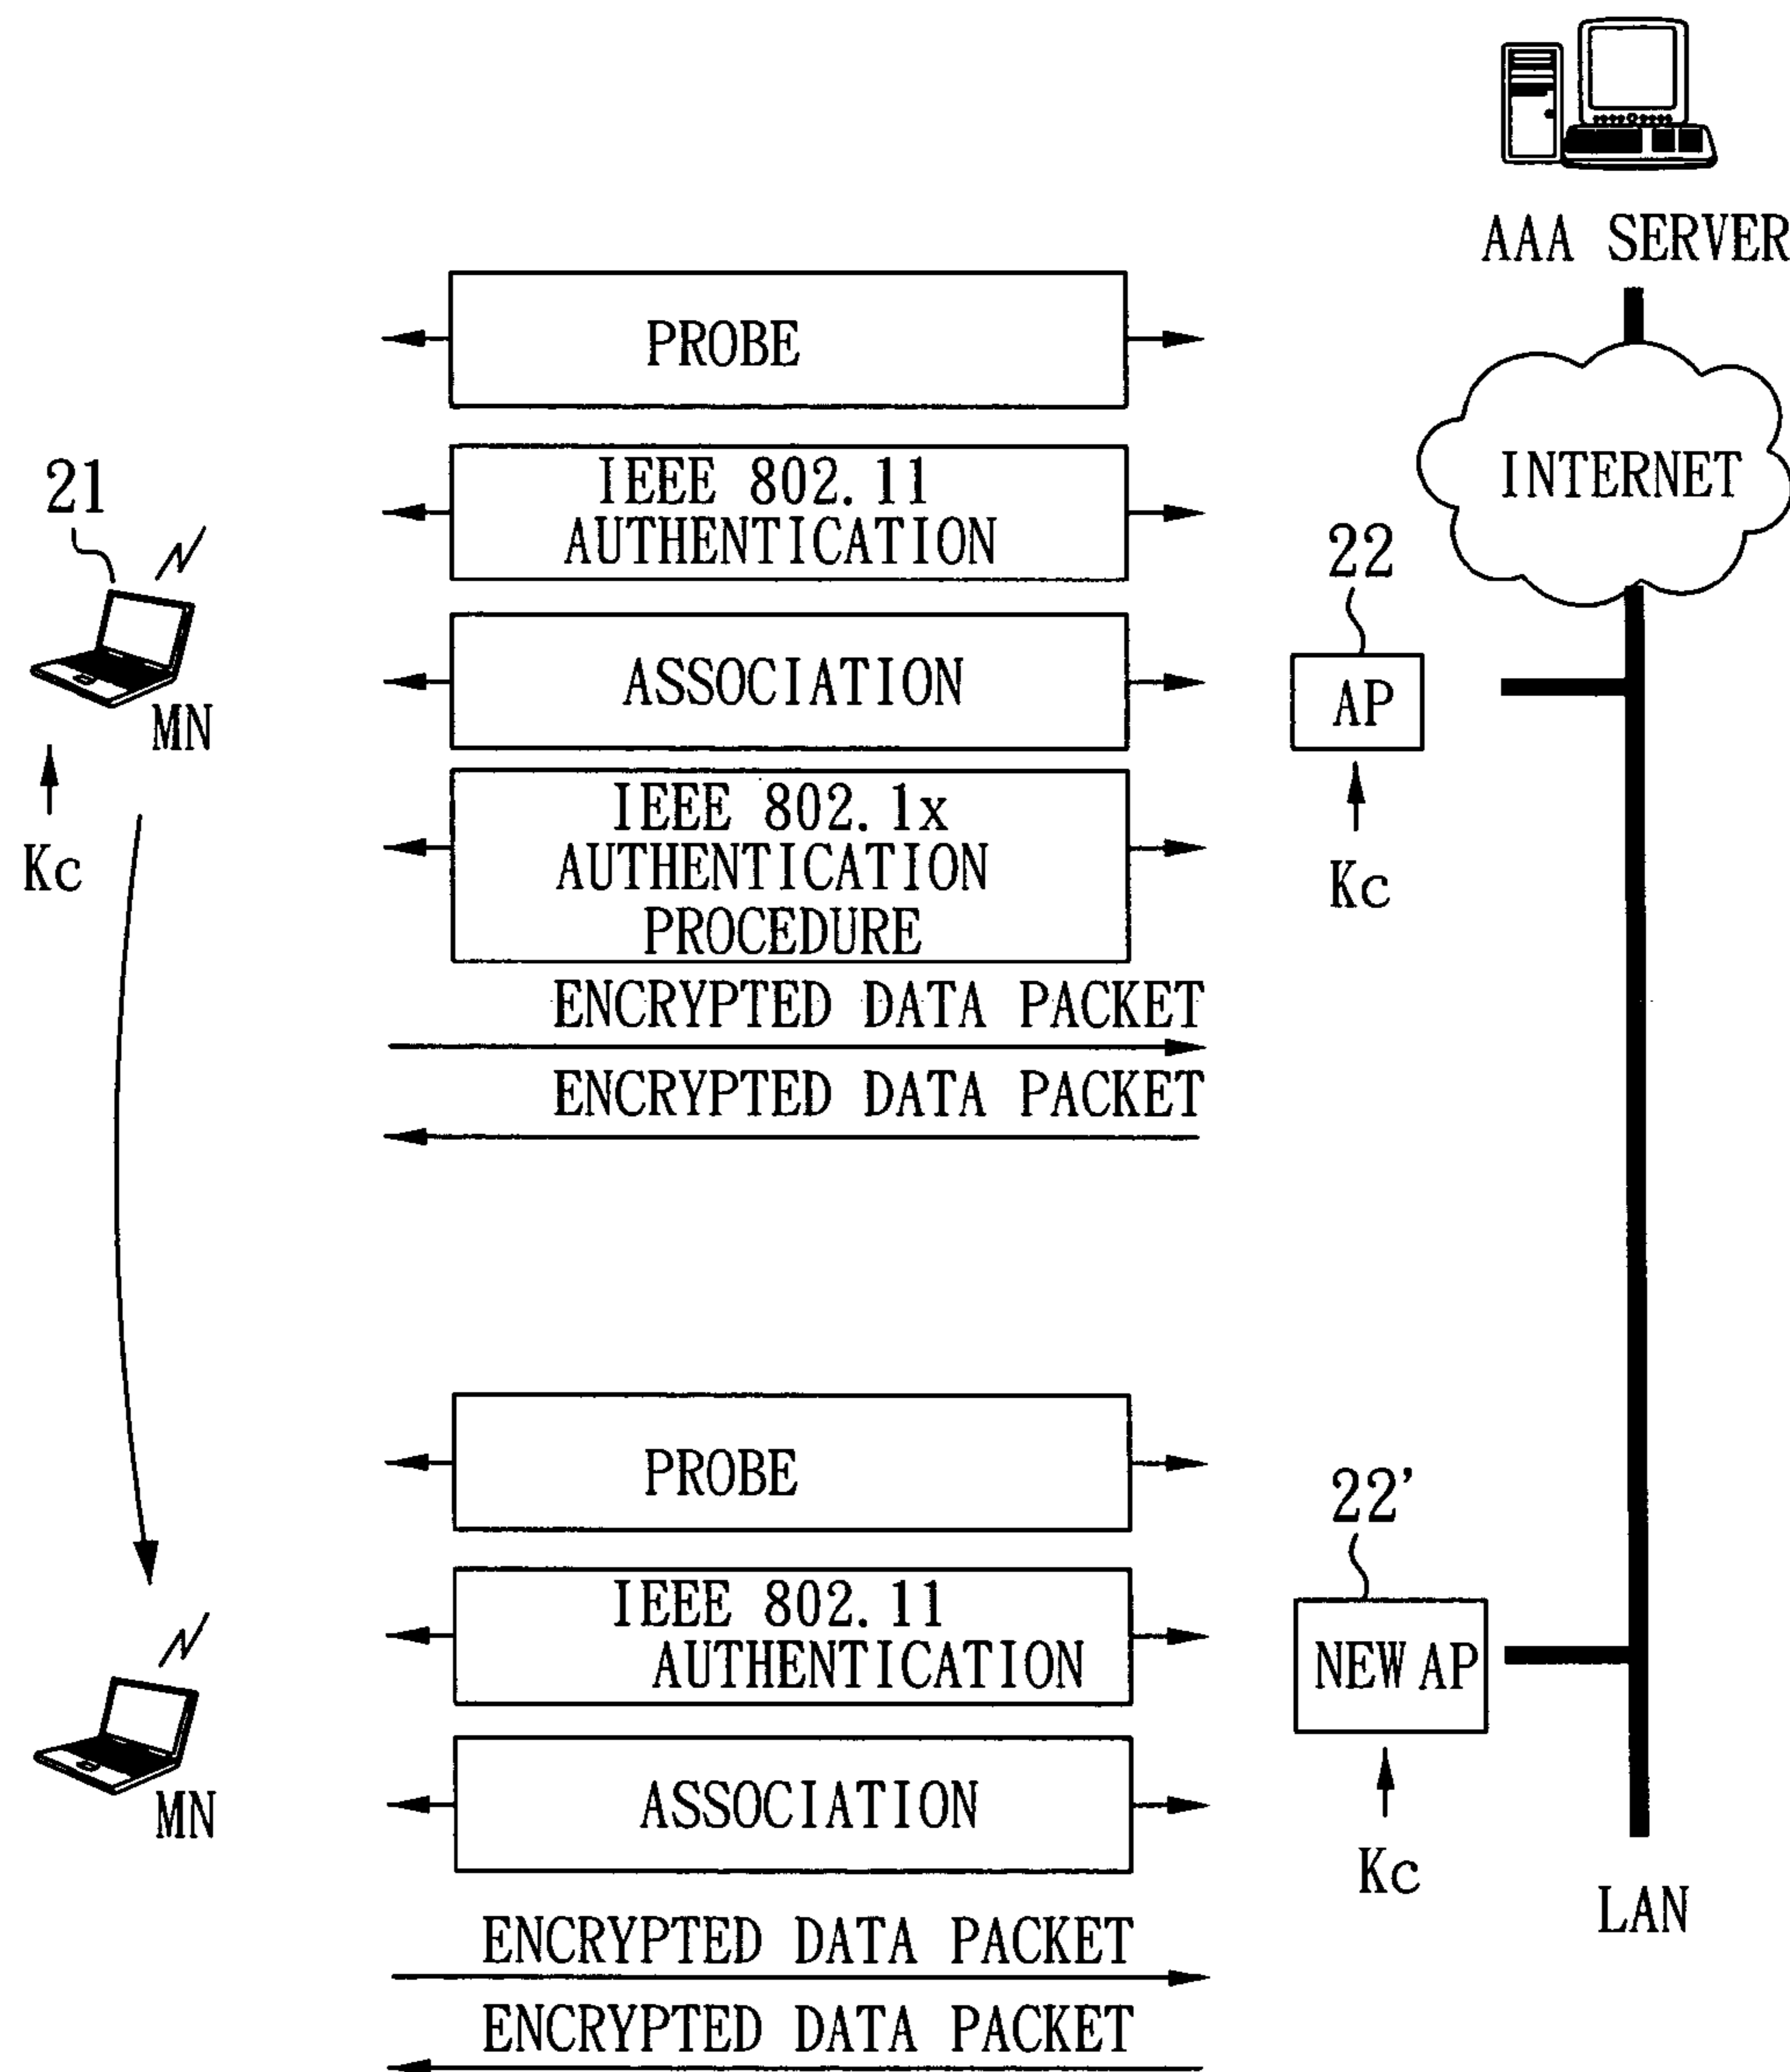 AAA SERVER
PROBE
IEEE 802.11
AUTHENTICATION
INTERNET
21
22
ASSOCIATION
AP
MN
IEEE 802.1x
AUTHENTICATION
PROCEDURE
Kc
Kc
ENCRYPTED DATA PACKET
ENCRYPTED DATA PACKET
PROBE
22'
IEEE 802.11
AUTHENTICATION
NEW AP
ASSOCIATION
MN
Kc
LAN
ENCRYPTED DATA PACKET
ENCRYPTED DATA PACKET